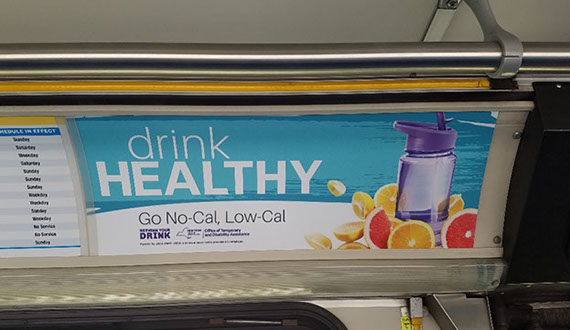 SCHEDULE IN EFFECT
Sunday
Saturday
Weekday
Saturday
Sunday
Sunday
Weekday
Weekday
Sunday
Weekday
No Service
No Service
Sunday
drink
HEALTHY
Go No-Cal, Low-Cal
RETHINK YOUR
DRINK
Office of Temporary
and Disability Assistance